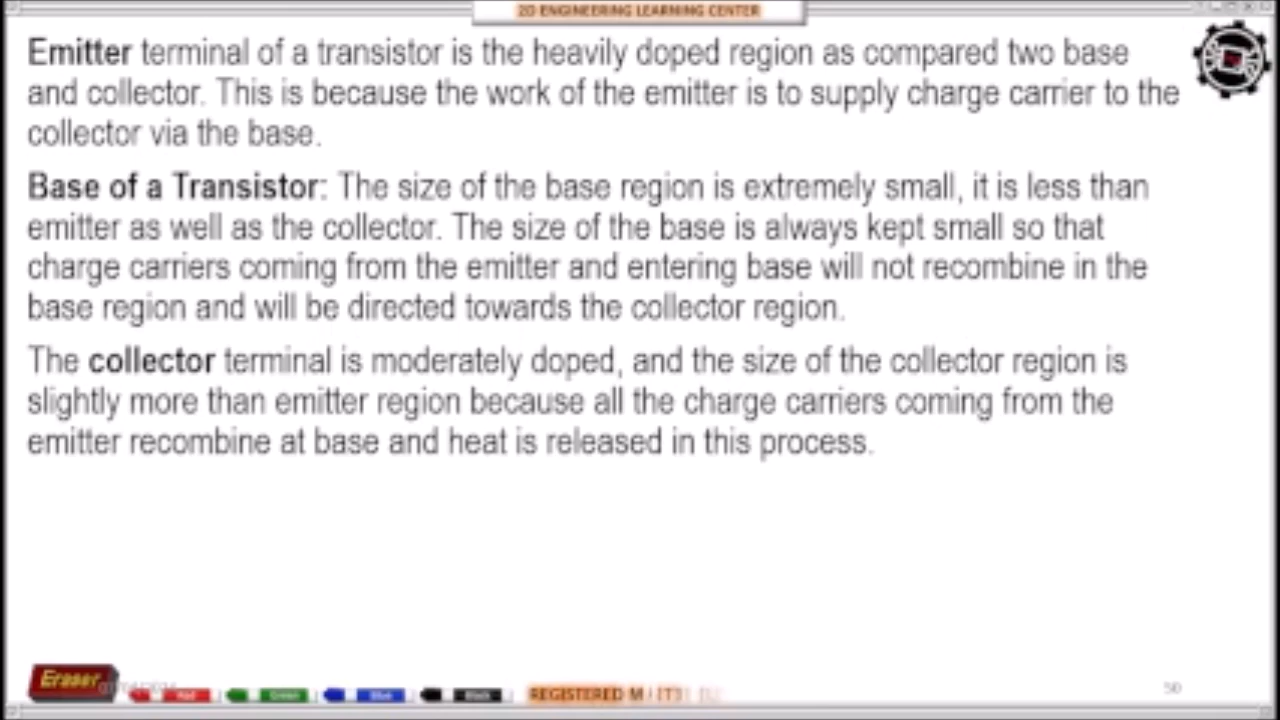 2D ENGINEERING LEARNING CENTER
Emitter terminal of a transistor is the heavily doped region as compared two base
and collector. This is because the work of the emitter is to supply charge carrier to the
collector via the base.
Base of a Transistor: The size of the base region is extremely small, it is less than
emitter as well as the collector. The size of the base is always kept small so that
charge carriers coming from the emitter and entering base will not recombine in the
base region and will be directed towards the collector region.
The collector terminal is moderately doped, and the size of the collector region is
slightly more than emitter region because all the charge carriers coming from the
emitter recombine at base and heat is released in this process.
Eraser
Red Green Blue Black REGISTERED M 50